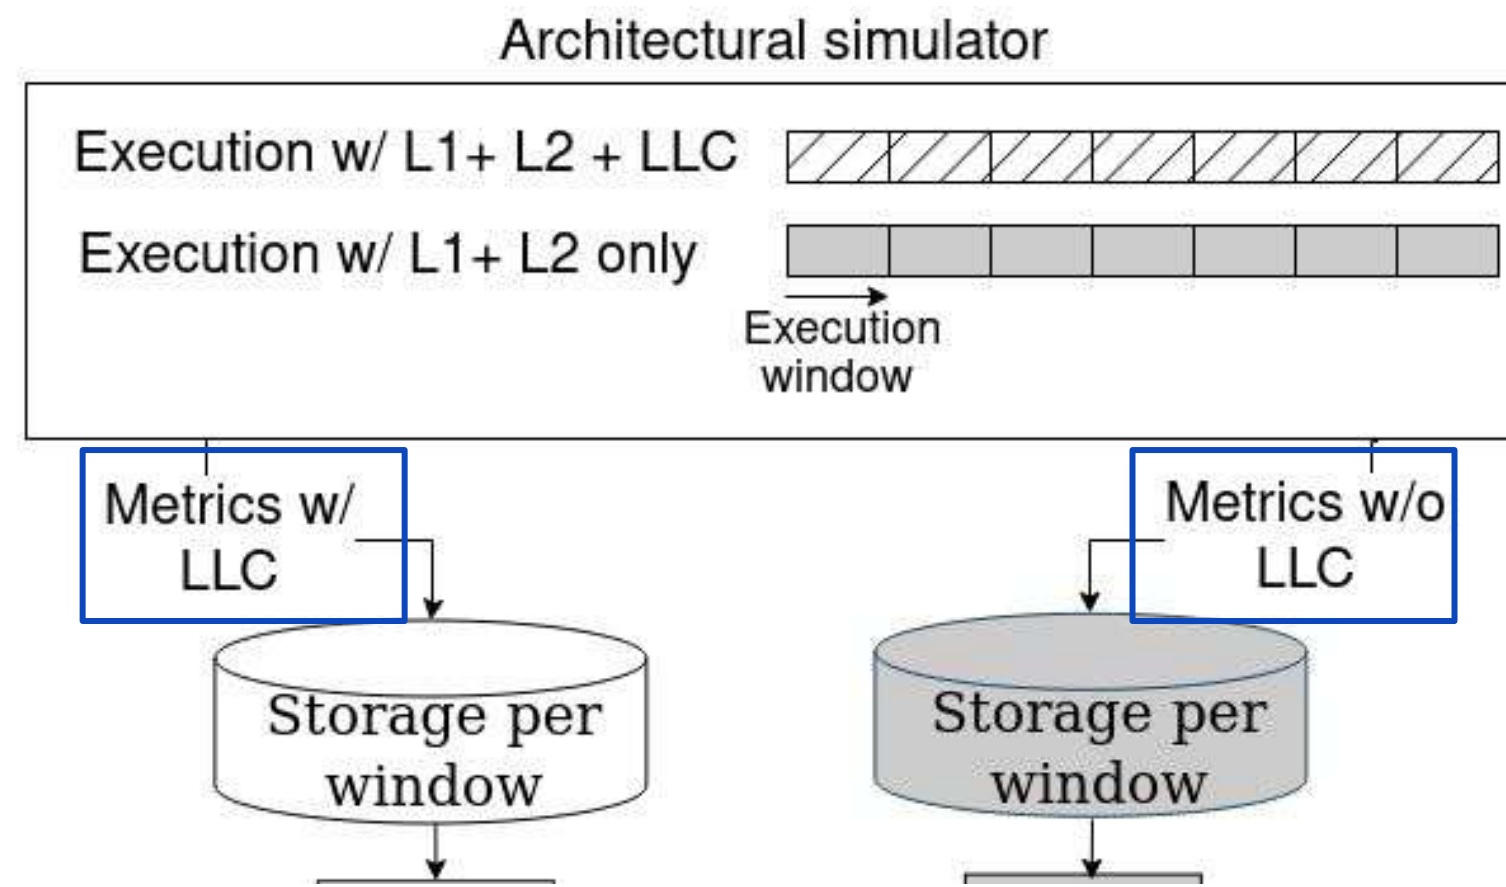 Architectural simulator
Execution w/ L1+ L2 + LLC
Execution w/ L1+ L2 only
Execution
window
Metrics w/
LLC
Metrics w/o
LLC
Storage per
window
Storage per
window